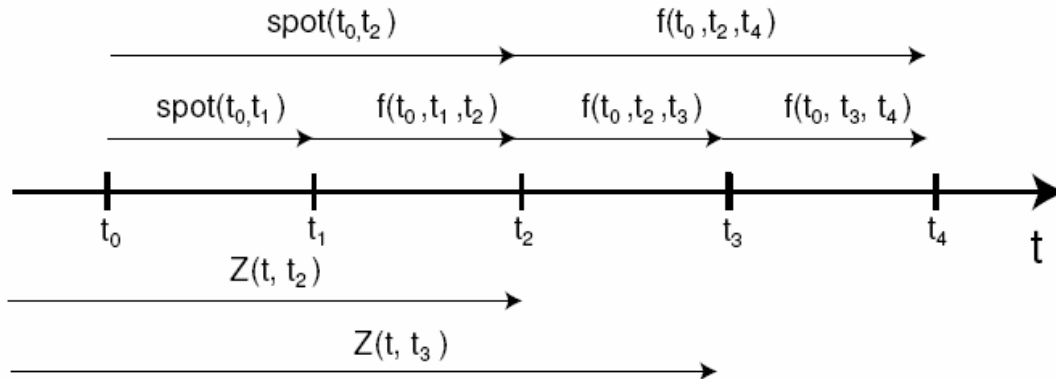 spot(t₀,t₂) f(t₀,t₂,t₄)
spot(t₀,t₁) f(t₀,t₁,t₂) f(t₀,t₂,t₃) f(t₀, t₃, t₄)
t₀ t₁ t₂ t₃ t₄ t
Z(t, t₂)
Z(t, t₃)